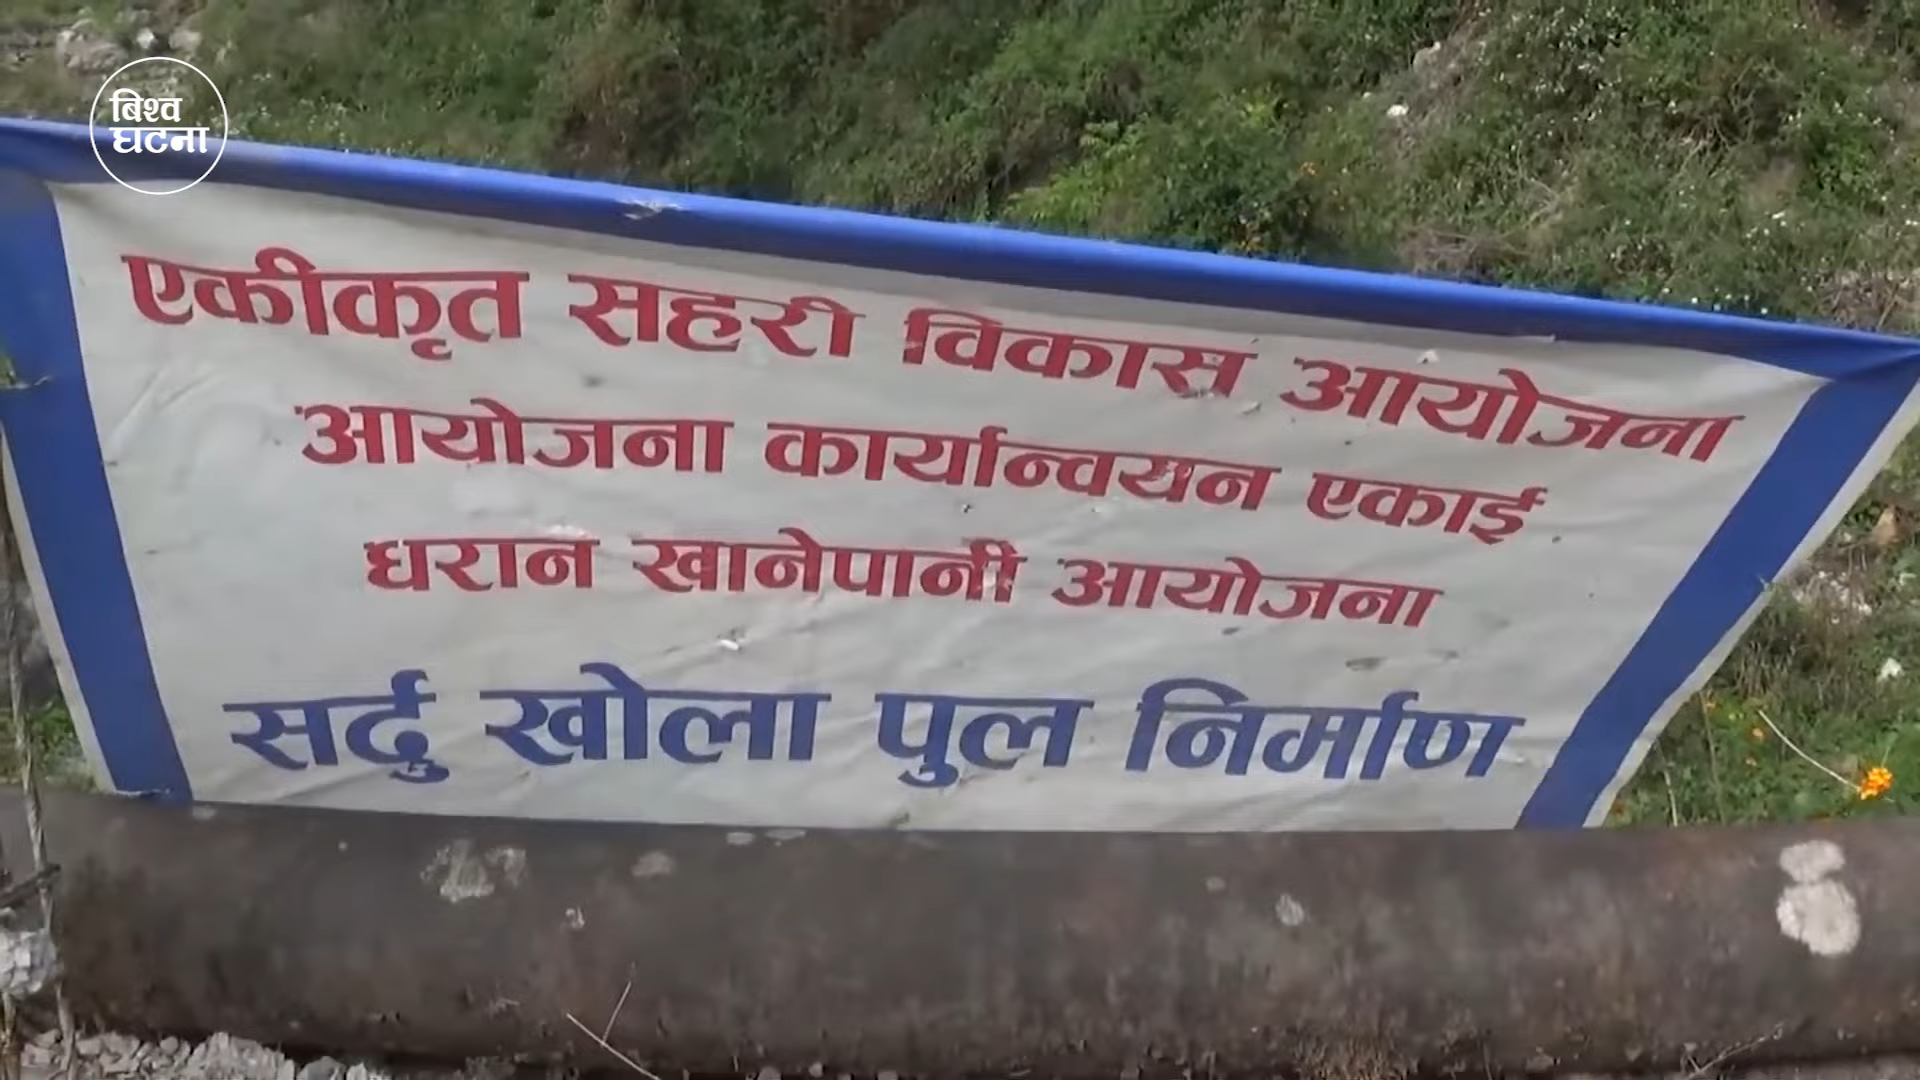 बिश्व
घटना
एकीकृत सहरी विकास आयोजना
आयोजना कार्यान्वयन एकाई
धरान खानेपानी आयोजना
सर्दु खोला पुल निर्माण